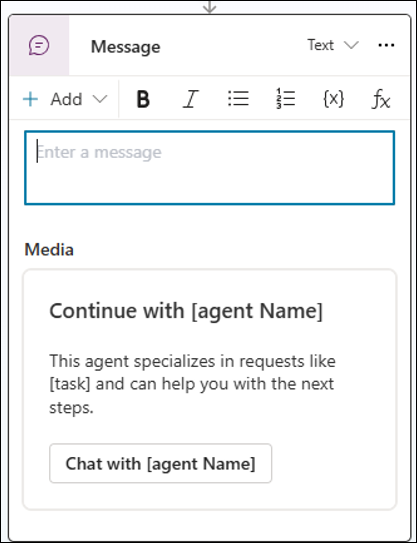 Message
Text
Add B I {x} fx
Enter a message
Media
Continue with [agent Name]
This agent specializes in requests like
[task] and can help you with the next
steps.
Chat with [agent Name]